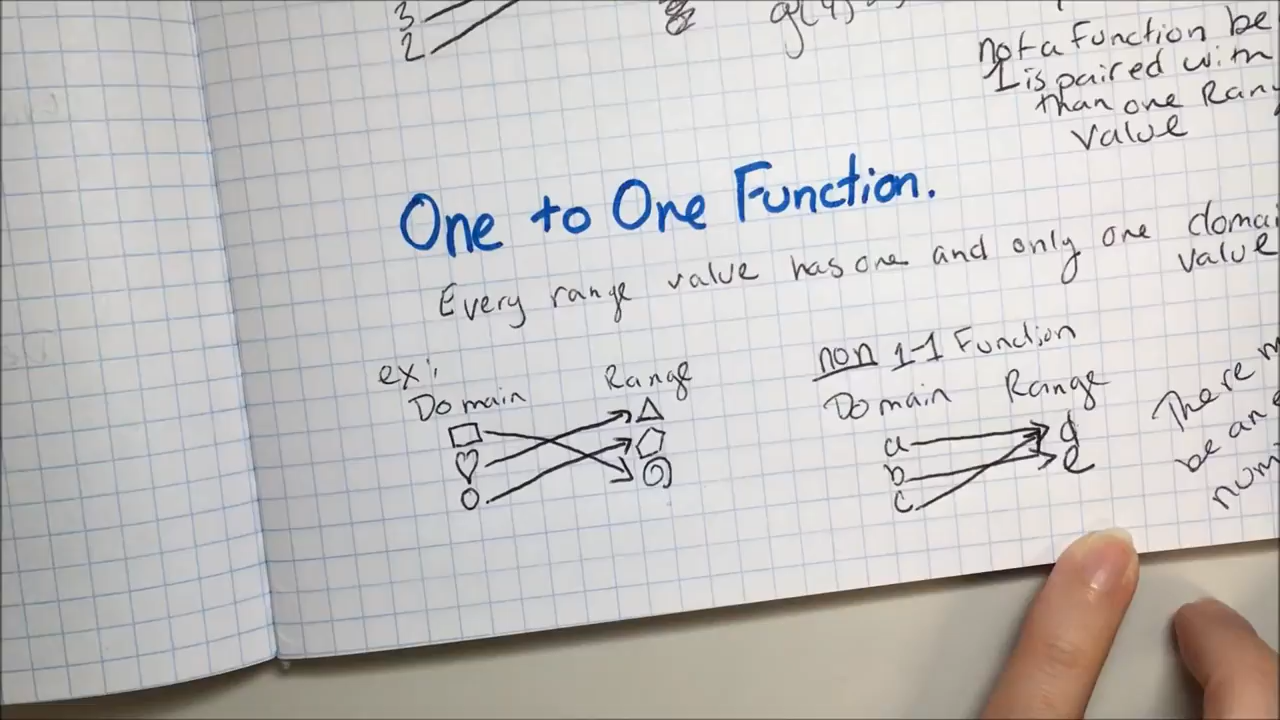 3
2
g(4)
not a function be
1 is paired with
than one Rang
value
One to One Function.
Every range value has one and only one domai
value
ex:
Domain Range
non 1-1 Function
Domain Range
a d
b e
c
There m
be an e
num